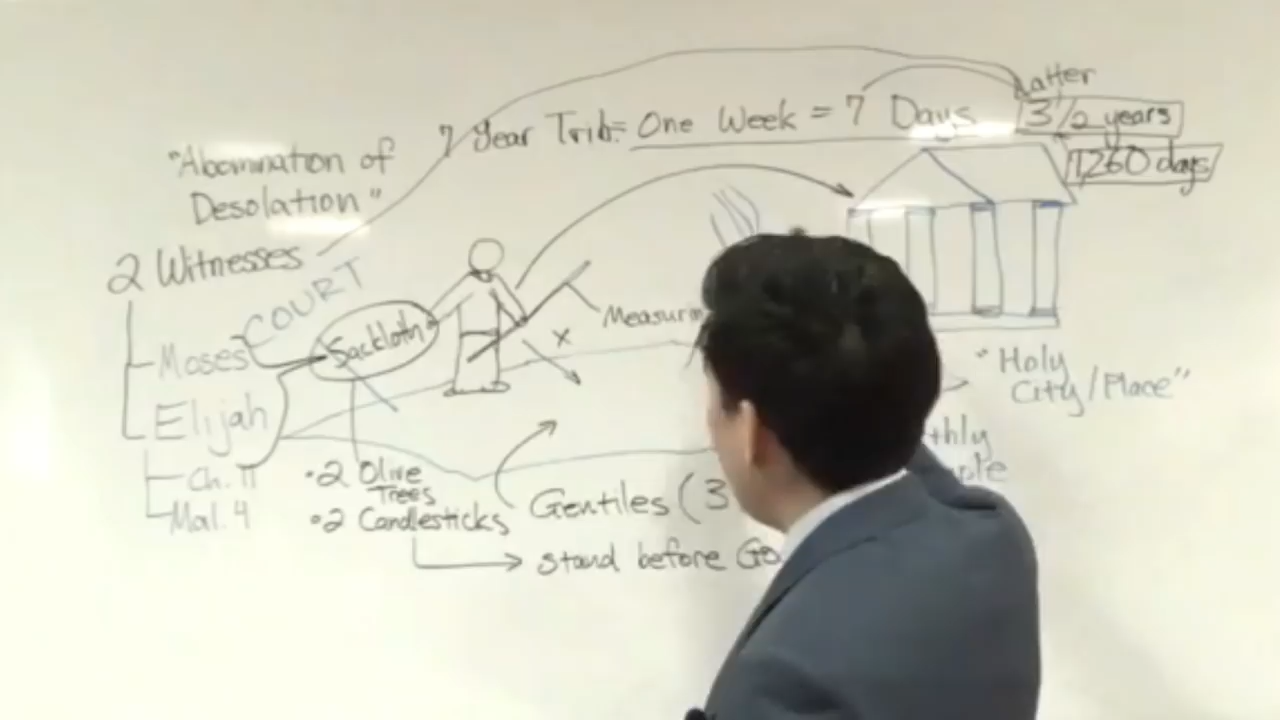 latter
7 Year Trib= One Week = 7 Days 3 1/2 years
1260 days
"Abomination of
Desolation"
2 Witnesses
COURT
Moses
Sackloth
Elijah
Ch. 11
Mal. 4
•2 Olive
Trees
•2 Candlesticks
stand before
Gentiles (3
"Holy
City/Place"